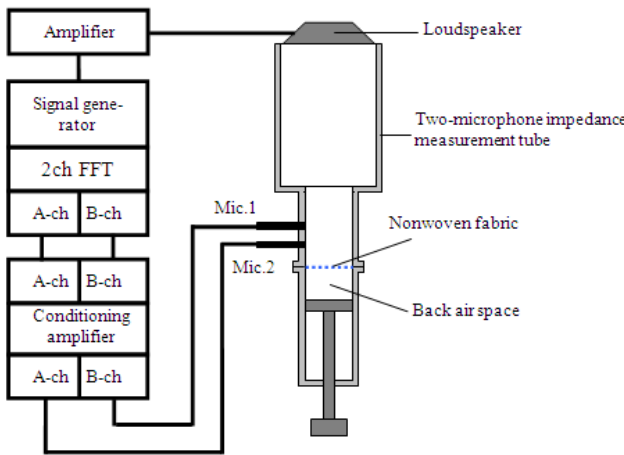 Amplifier
Loudspeaker
Signal gene-
rator
Two-microphone impedance
measurement tube
2ch FFT
A-ch B-ch
Mic.1
Nonwoven fabric
Mic.2
A-ch B-ch
Conditioning
amplifier
Back air space
A-ch B-ch